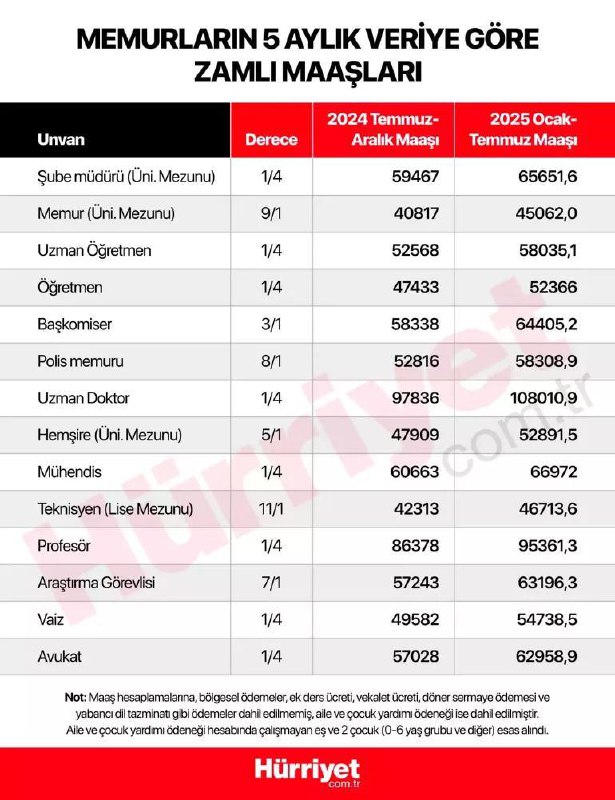 MEMURLARIN 5 AYLIK VERİYE GÖRE
ZAMLI MAAŞLARI
Unvan Derece 2024 Temmuz-Aralık Maaşı 2025 Ocak-Temmuz Maaşı
Şube müdürü (Üni. Mezunu) 1/4 59467 65651,6
Memur (Üni. Mezunu) 9/1 40817 45062,0
Uzman Öğretmen 1/4 52568 58035,1
Öğretmen 1/4 47433 52366
Başkomiser 3/1 58338 64405,2
Polis memuru 8/1 52816 58308,9
Uzman Doktor 1/4 97836 108010,9
Hemşire (Üni. Mezunu) 5/1 47909 52891,5
Mühendis 1/4 60663 66972
Teknisyen (Lise Mezunu) 11/1 42313 46713,6
Profesör 1/4 86378 95361,3
Araştırma Görevlisi 7/1 57243 63196,3
Vaiz 1/4 49582 54738,5
Avukat 1/4 57028 62958,9
Hürriyet
com.tr
Not: Maaş hesaplamalarına, bölgesel ödemeler, ek ders ücreti, vekalet ücreti, döner sermaye ödemesi ve
yabancı dil tazminatı gibi ödemeler dahil edilmemiş, aile ve çocuk yardımı ödeneği ise dahil edilmiştir.
Aile ve çocuk yardımı ödeneği hesabında çalışmayan eş ve 2 çocuk (0-6 yaş grubu ve diğer) esas alındı.
Hürriyet
com.tr